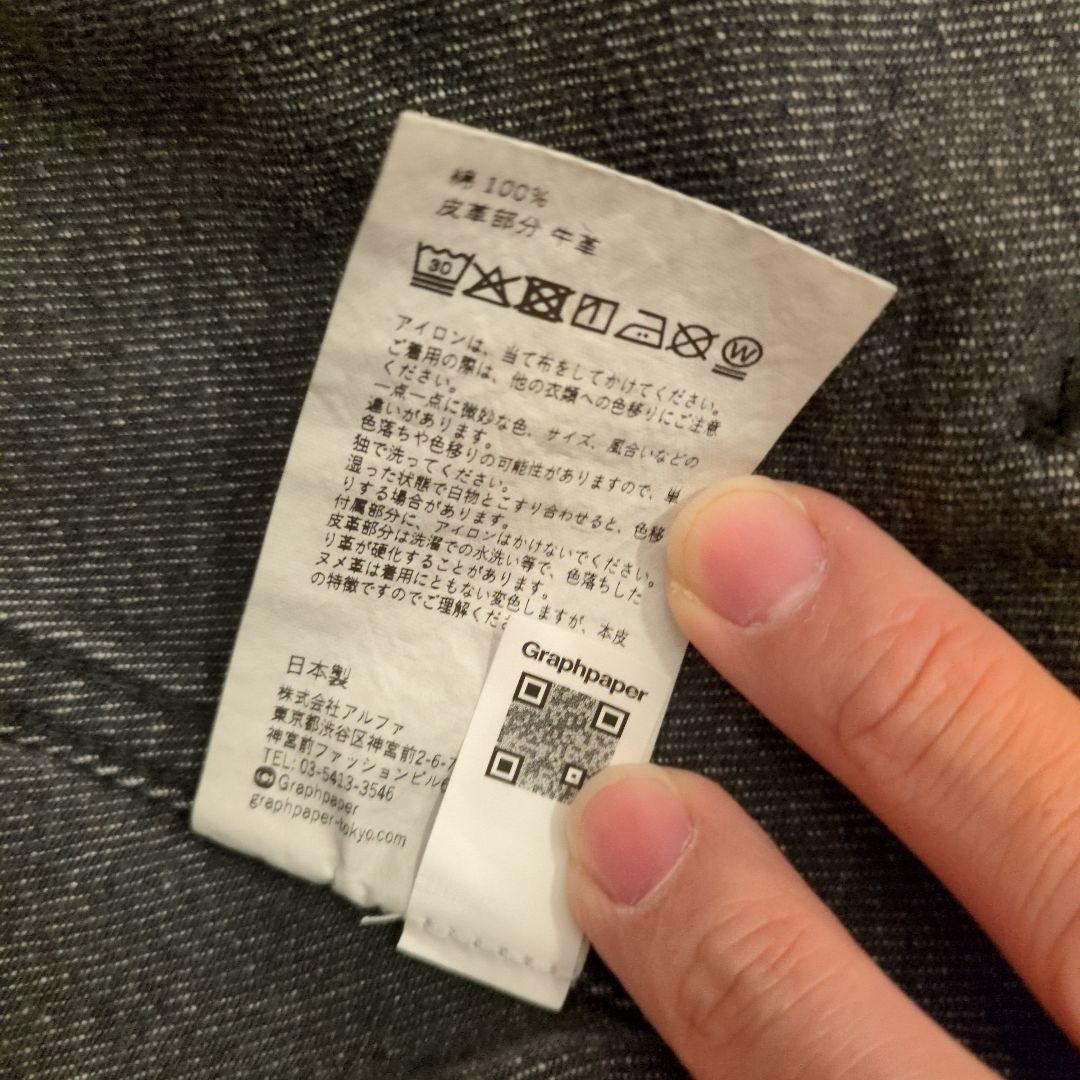 綿 100%
皮革部分 牛革
30
W
アイロンは、当て布をしてかけてください。
ご着用の際は、他の衣類への色移りにご注意
ください。
一点一点に微妙な色、サイズ、風合いなどの
違いがあります。
色落ちや色移りの可能性がありますので、単
独で洗ってください。
湿った状態で白物とこすり合わせると、色移
りする場合があります。
付属部分に、アイロンはかけないでください。
皮革部分は洗濯での水洗い等で、色落ちした
り革が硬化することがあります。
ヌメ革は着用にともない変色しますが、本皮
の特徴ですのでご理解くだ
日本製
株式会社アルファ
東京都渋谷区神宮前2-6-7
神宮前ファッションビル
TEL: 03-5413-3546
Graphpaper
graphpaper-tokyo.com
Graphpaper